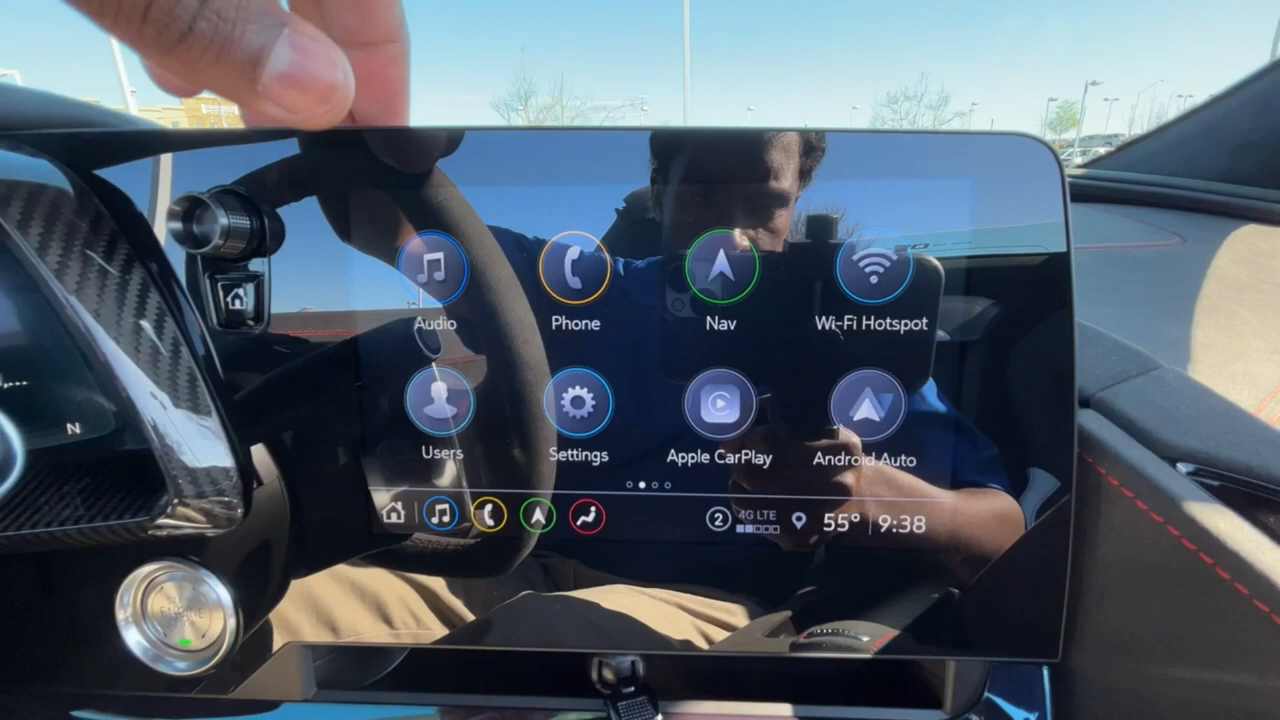 Audio Phone Nav Wi-Fi Hotspot
Users Settings Apple CarPlay Android Auto
2 4G LTE 55° 9:38
N
ENGINE